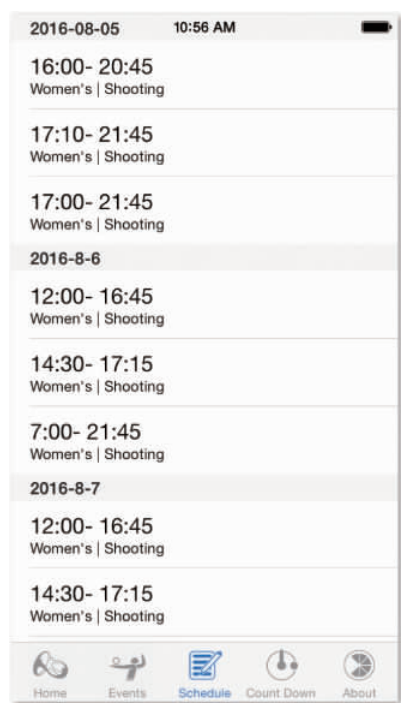 2016-08-05 10:56 AM
16:00- 20:45
Women's | Shooting
17:10- 21:45
Women's | Shooting
17:00- 21:45
Women's | Shooting
2016-8-6
12:00- 16:45
Women's | Shooting
14:30- 17:15
Women's | Shooting
7:00- 21:45
Women's | Shooting
2016-8-7
12:00- 16:45
Women's | Shooting
14:30- 17:15
Women's | Shooting
Home Events Schedule Count Down About